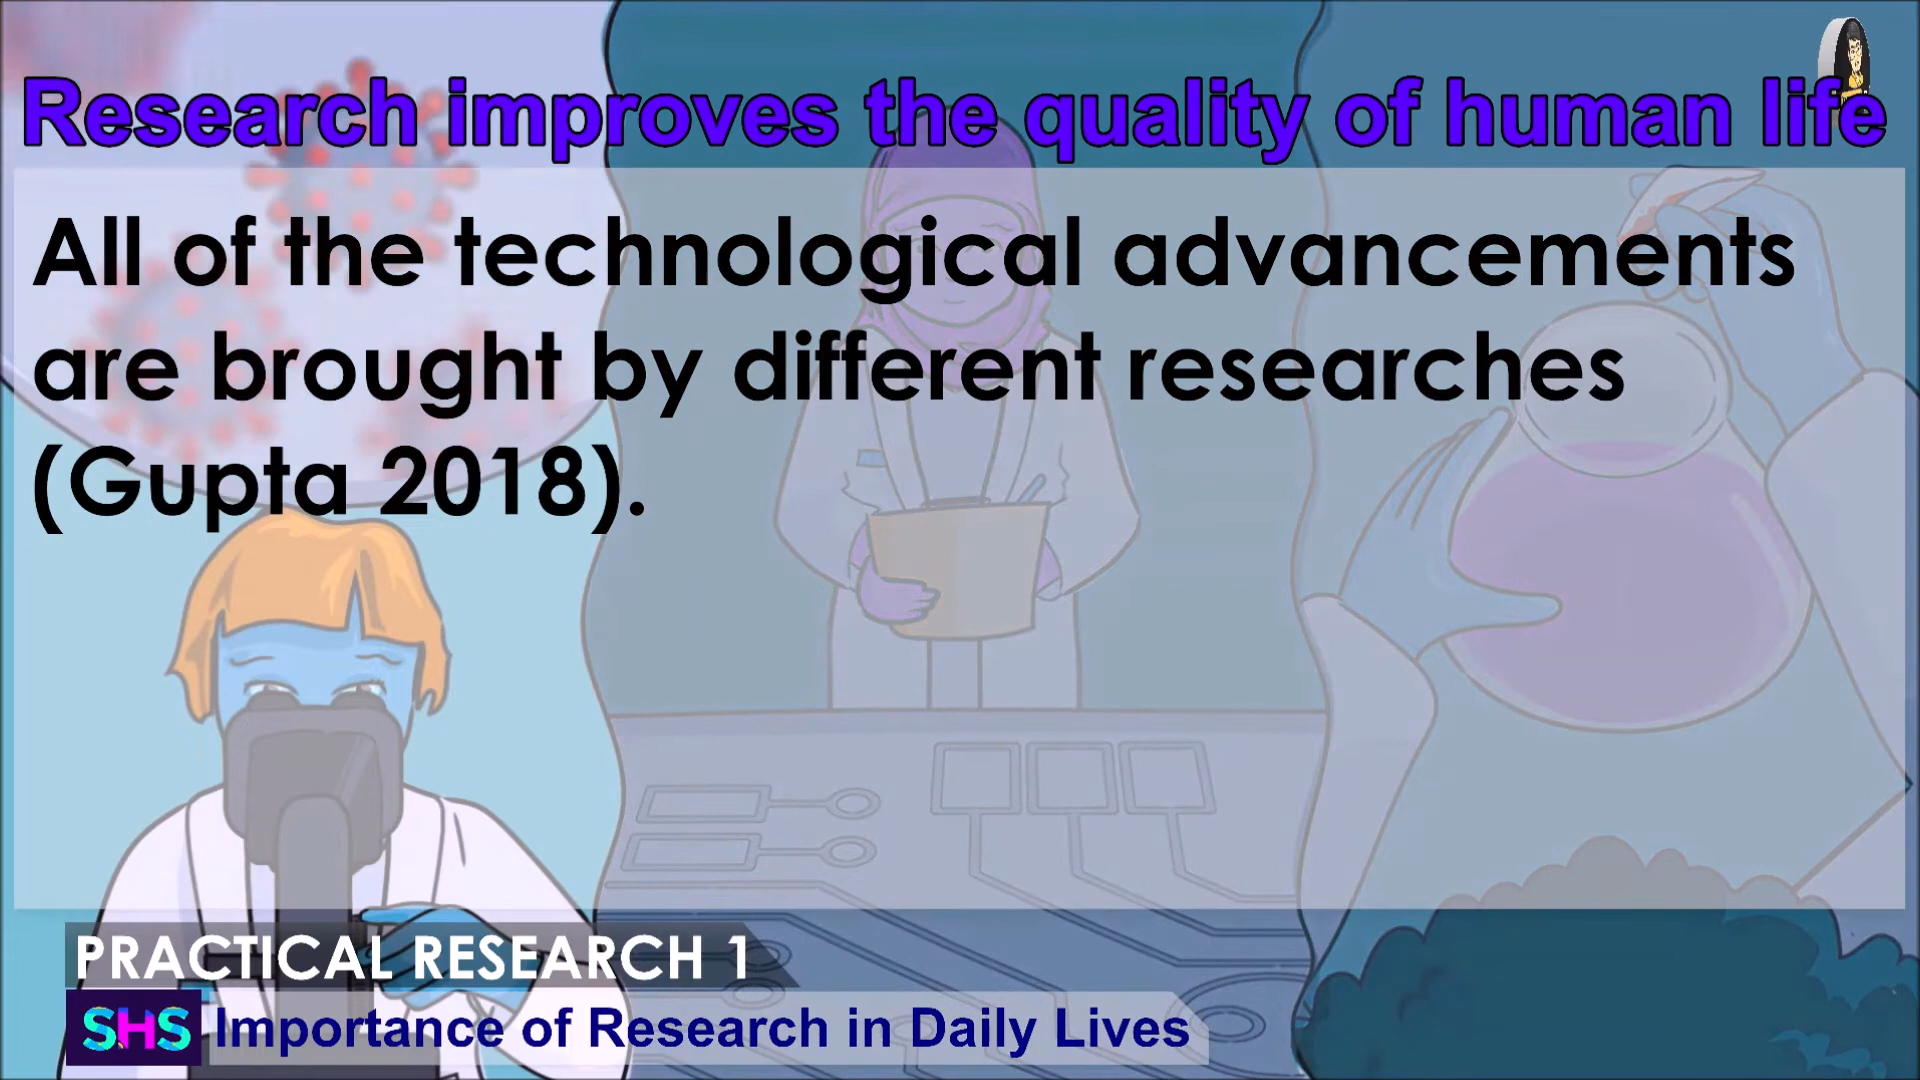 Research improves the quality of human life
All of the technological advancements
are brought by different researches
(Gupta 2018).
PRACTICAL RESEARCH 1
SHS Importance of Research in Daily Lives